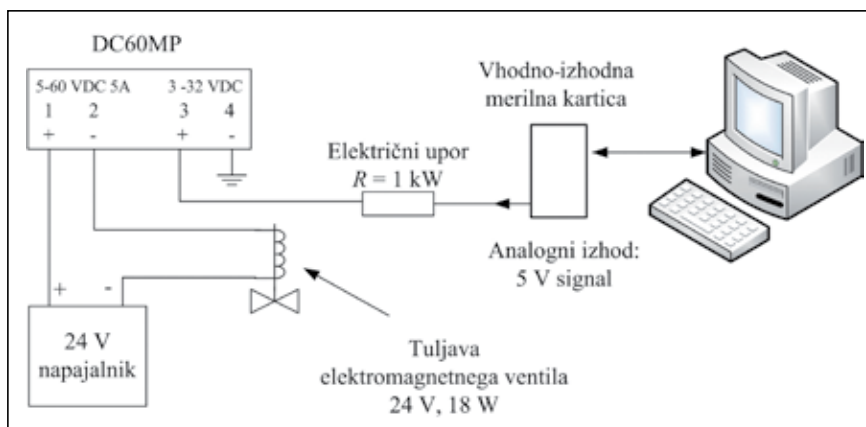 DC60MP
5-60 VDC 5A 3 -32 VDC
1 2 3 4
+ - + -
Električni upor
R = 1 kW
Vhodno-izhodna
merilna kartica
Analogni izhod:
5 V signal
+ -
24 V
napajalnik
Tuljava
elektromagnetnega ventila
24 V, 18 W